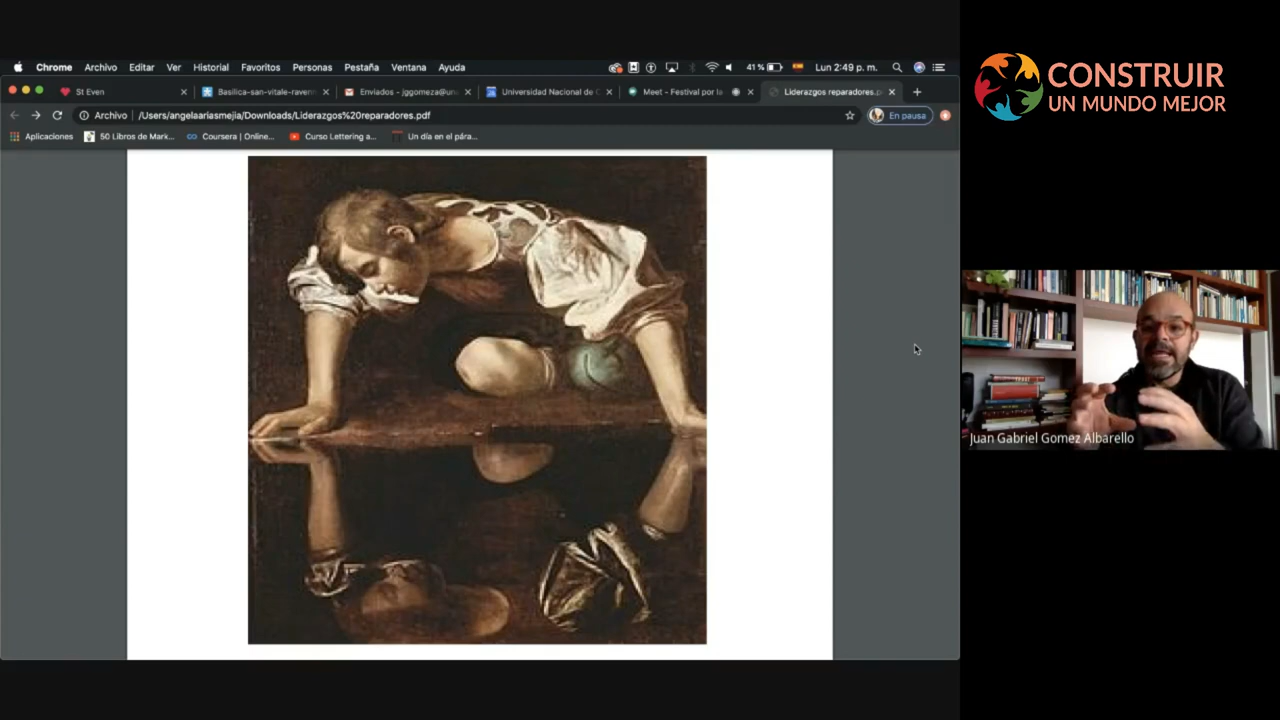 Chrome Archivo Editar Ver Historial Favoritos Personas Pestaña Ventana Ayuda 41 % Lun 2:49 p. m.
St Even Basilica-san-vitale-raven Enviados - jggomeza@un Universidad Nacional de C Meet - Festival por la Liderazgos reparadores.p
Archivo /Users/angelaariasmejia/Downloads/Liderazgos%20reparadores.pdf En pausa
Aplicaciones 50 Libros de Mark... Coursera | Online... Curso Lettering a... Un día en el pára...
CONSTRUIR
UN MUNDO MEJOR
Juan Gabriel Gomez Albarello